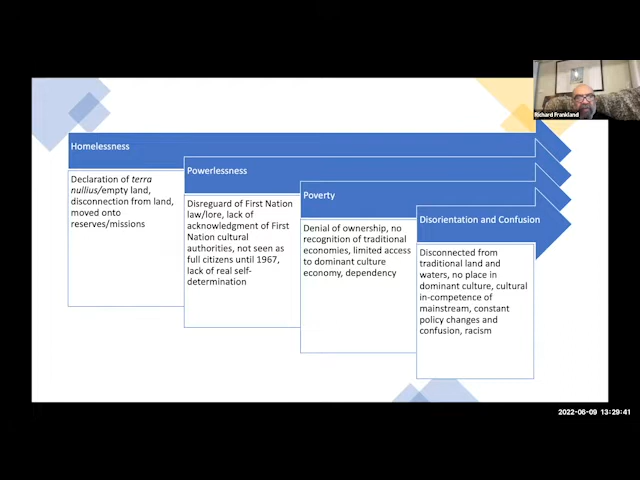 Richard Frankland
Homelessness
Declaration of terra
nullius/empty land,
disconnection from land,
moved onto
reserves/missions
Powerlessness
Disreguard of First Nation
law/lore, lack of
acknowledgment of First
Nation cultural
authorities, not seen as
full citizens until 1967,
lack of real self-
determination
Poverty
Denial of ownership, no
recognition of traditional
economies, limited access
to dominant culture
economy, dependency
Disorientation and Confusion
Disconnected from
traditional land and
waters, no place in
dominant culture, cultural
in-competence of
mainstream, constant
policy changes and
confusion, racism
2022-06-09 13:29:41